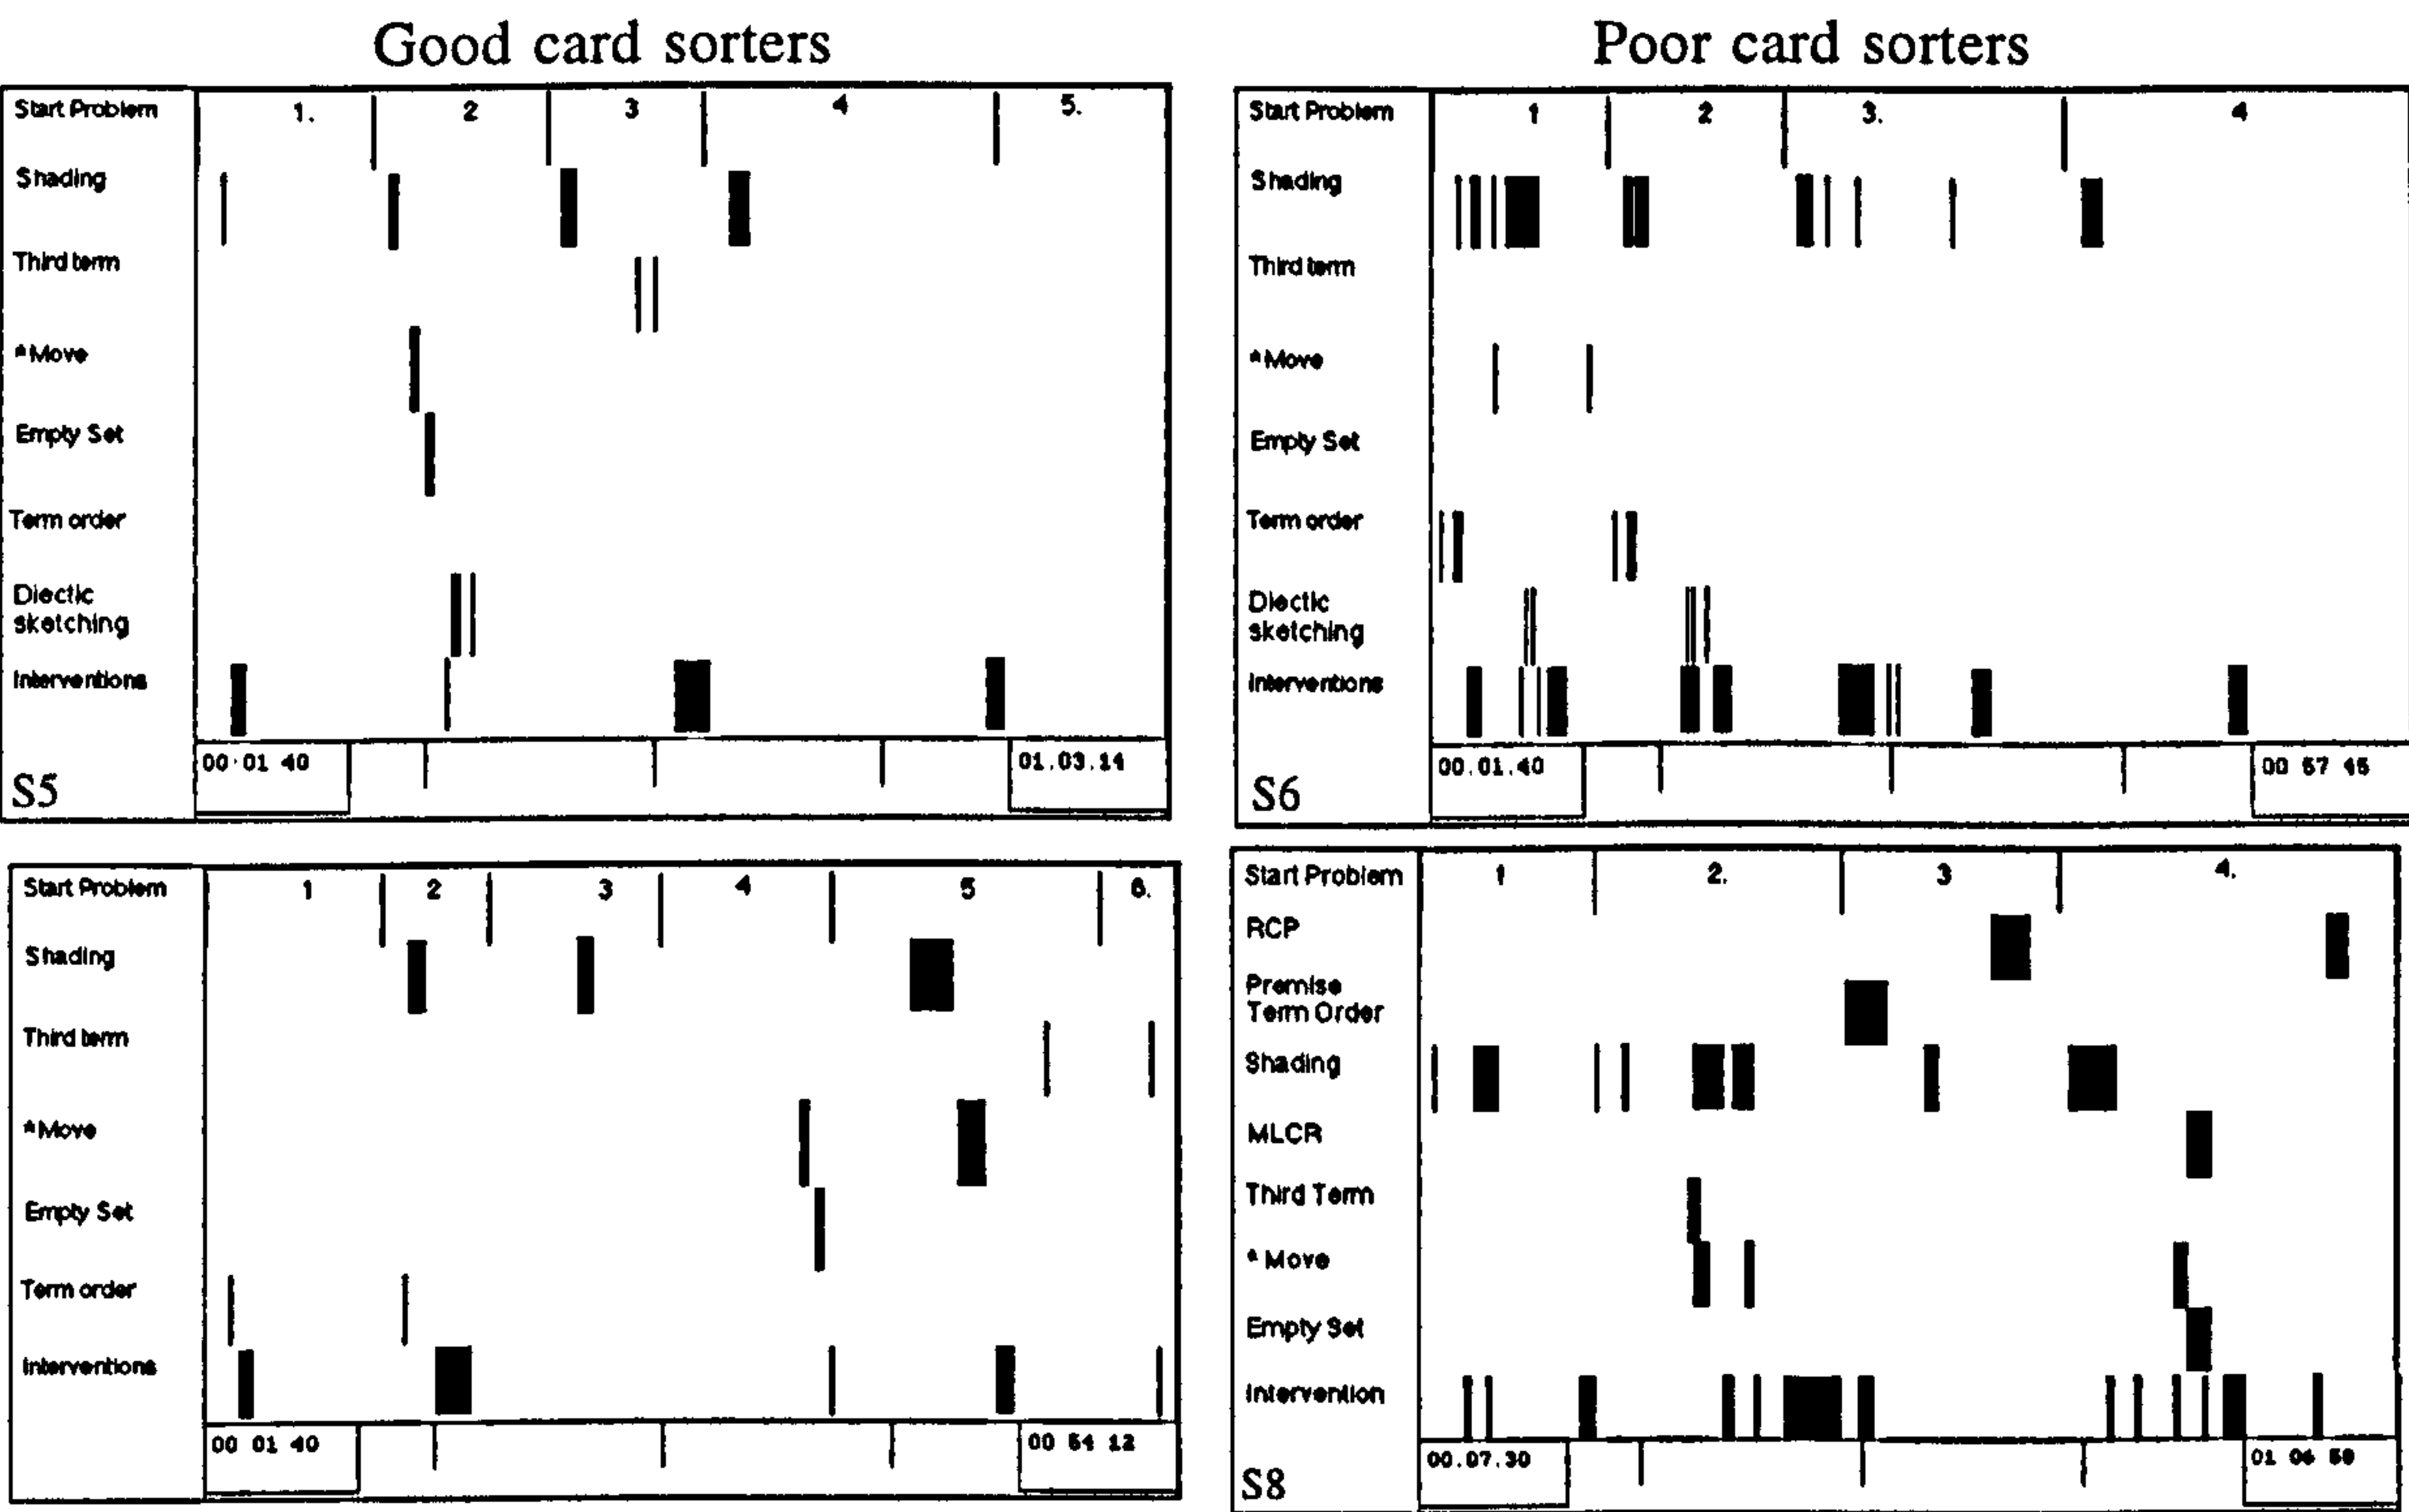 Good card sorters
Poor card sorters
Start Problem 1. 2 3 4 5.
Shading
Third term
*Move
Empty Set
Term order
Diectic
sketching
Interventions
00 01 40 01.03.14
S5
Start Problem 1 2 3. 4
Shading
Third term
*Move
Empty Set
Term order
Diectic
sketching
Interventions
00.01.40 00 57 45
S6
Start Problem 1 2 3 4 5 6.
Shading
Third term
*Move
Empty Set
Term order
Interventions
00 01 40 00 54 12
Start Problem 1 2. 3 4.
RCP
Premise
Term Order
Shading
MLCR
Third Term
* Move
Empty Set
Intervention
00.07.30
S8